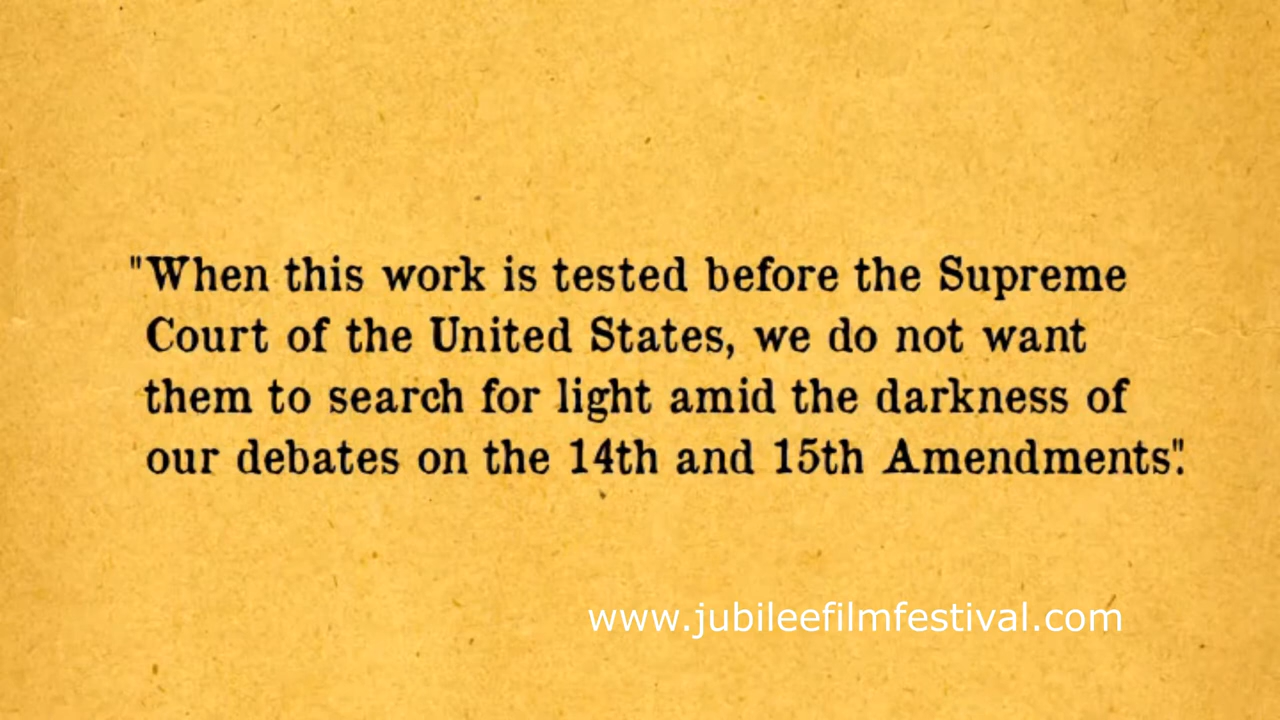 "When this work is tested before the Supreme
Court of the United States, we do not want
them to search for light amid the darkness of
our debates on the 14th and 15th Amendments".
www.jubileefilmfestival.com